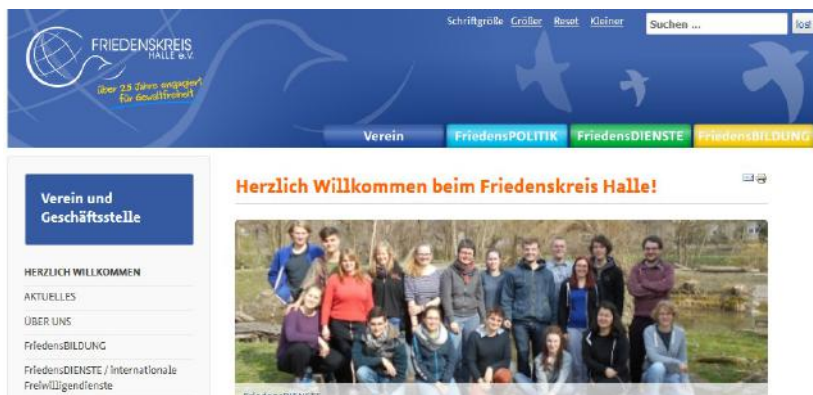 Schriftgröße Größer Reset Kleiner Suchen ... los!
FRIEDENSKREIS
HALLE e.V.
über 25 Jahre engagiert
für Gewaltfreiheit
Verein FriedensPOLITIK FriedensDIENSTE FriedensBILDUNG
Verein und
Geschäftsstelle
Herzlich Willkommen beim Friedenskreis Halle!
HERZLICH WILLKOMMEN
AKTUELLES
ÜBER UNS
FriedensBILDUNG
FriedensDIENSTE / internationale
Freiwilligendienste
FriedensDIENSTE